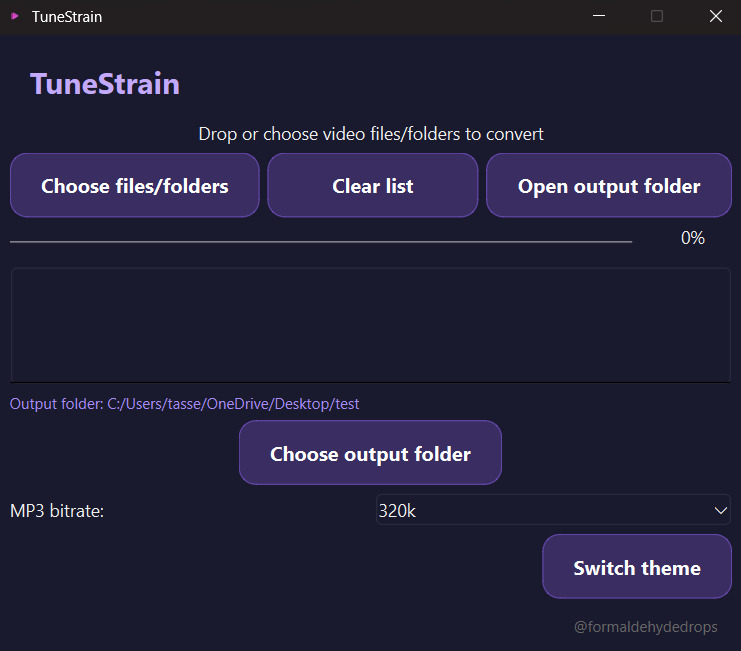 TuneStrain
TuneStrain
Drop or choose video files/folders to convert
Choose files/folders Clear list Open output folder
0%
Output folder: C:/Users/tasse/OneDrive/Desktop/test
Choose output folder
MP3 bitrate: 320k
Switch theme
@formaldehydedrops